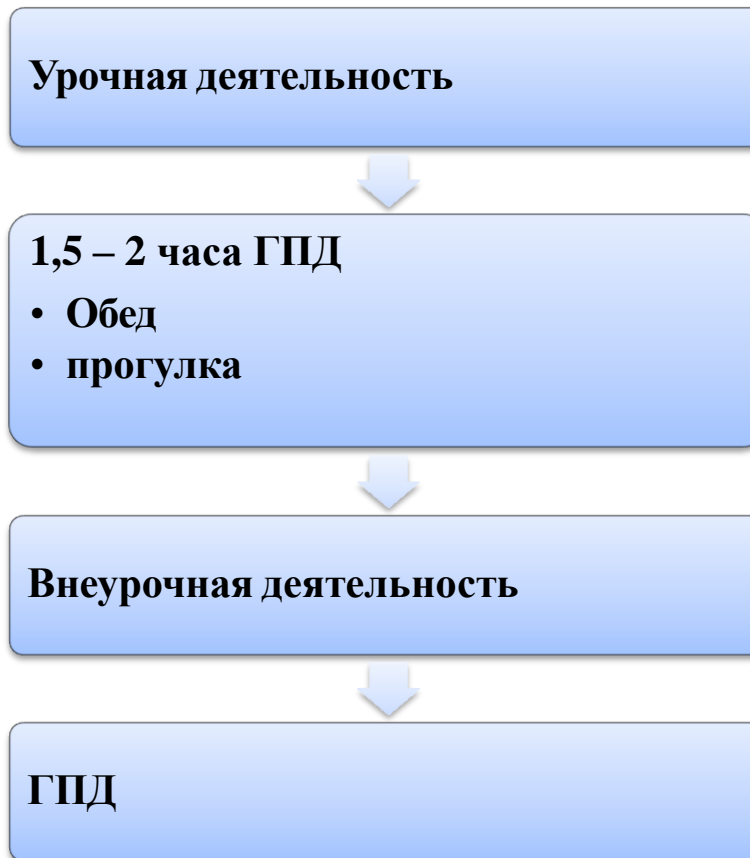 Урочная деятельность
1,5 – 2 часа ГПД
• Обед
• прогулка
Внеурочная деятельность
ГПД